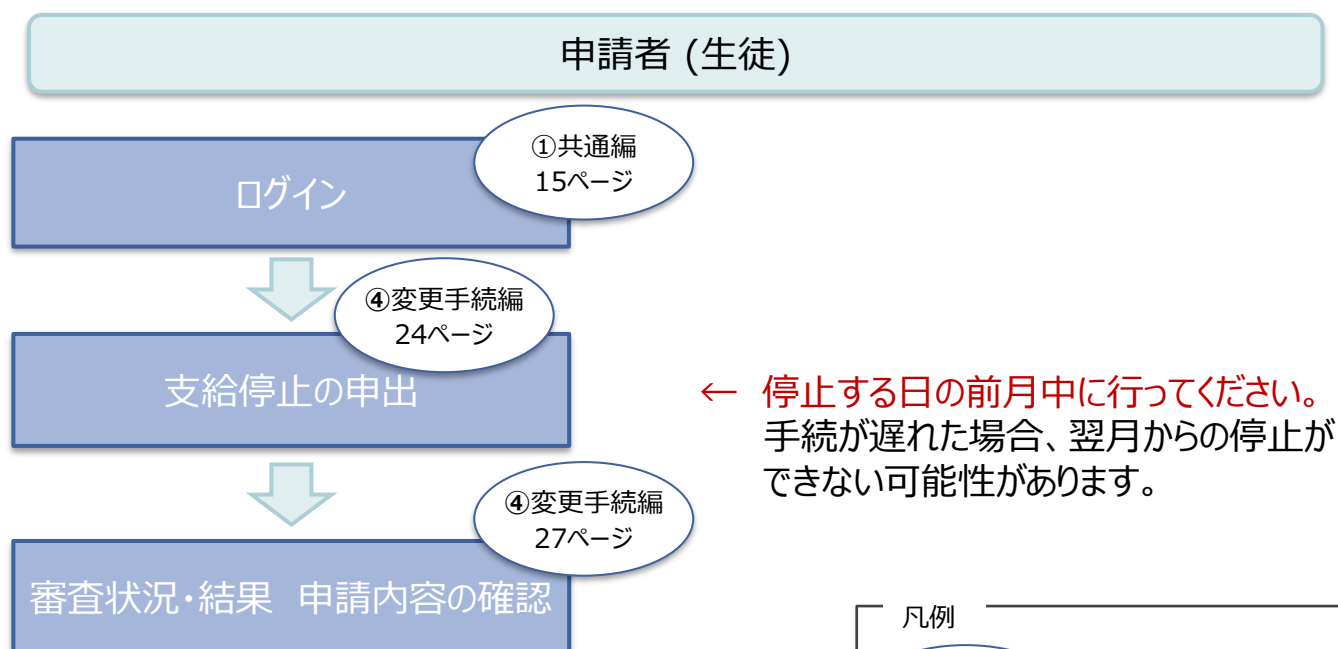 申請者 (生徒)
①共通編
15ページ
ログイン
④変更手続編
24ページ
支給停止の申出
← 停止する日の前月中に行ってください。
手続が遅れた場合、翌月からの停止が
できない可能性があります。
④変更手続編
27ページ
審査状況・結果　申請内容の確認
凡例